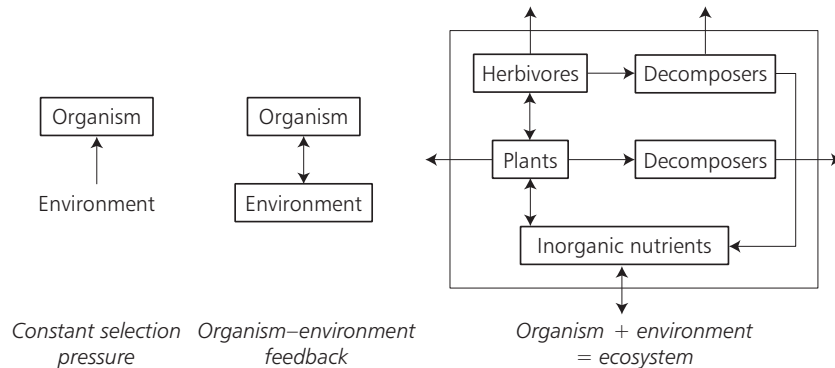 Organism
Environment
Constant selection
pressure
Organism
Environment
Organism–environment
feedback
Herbivores
Decomposers
Plants
Decomposers
Inorganic nutrients
Organism + environment
= ecosystem